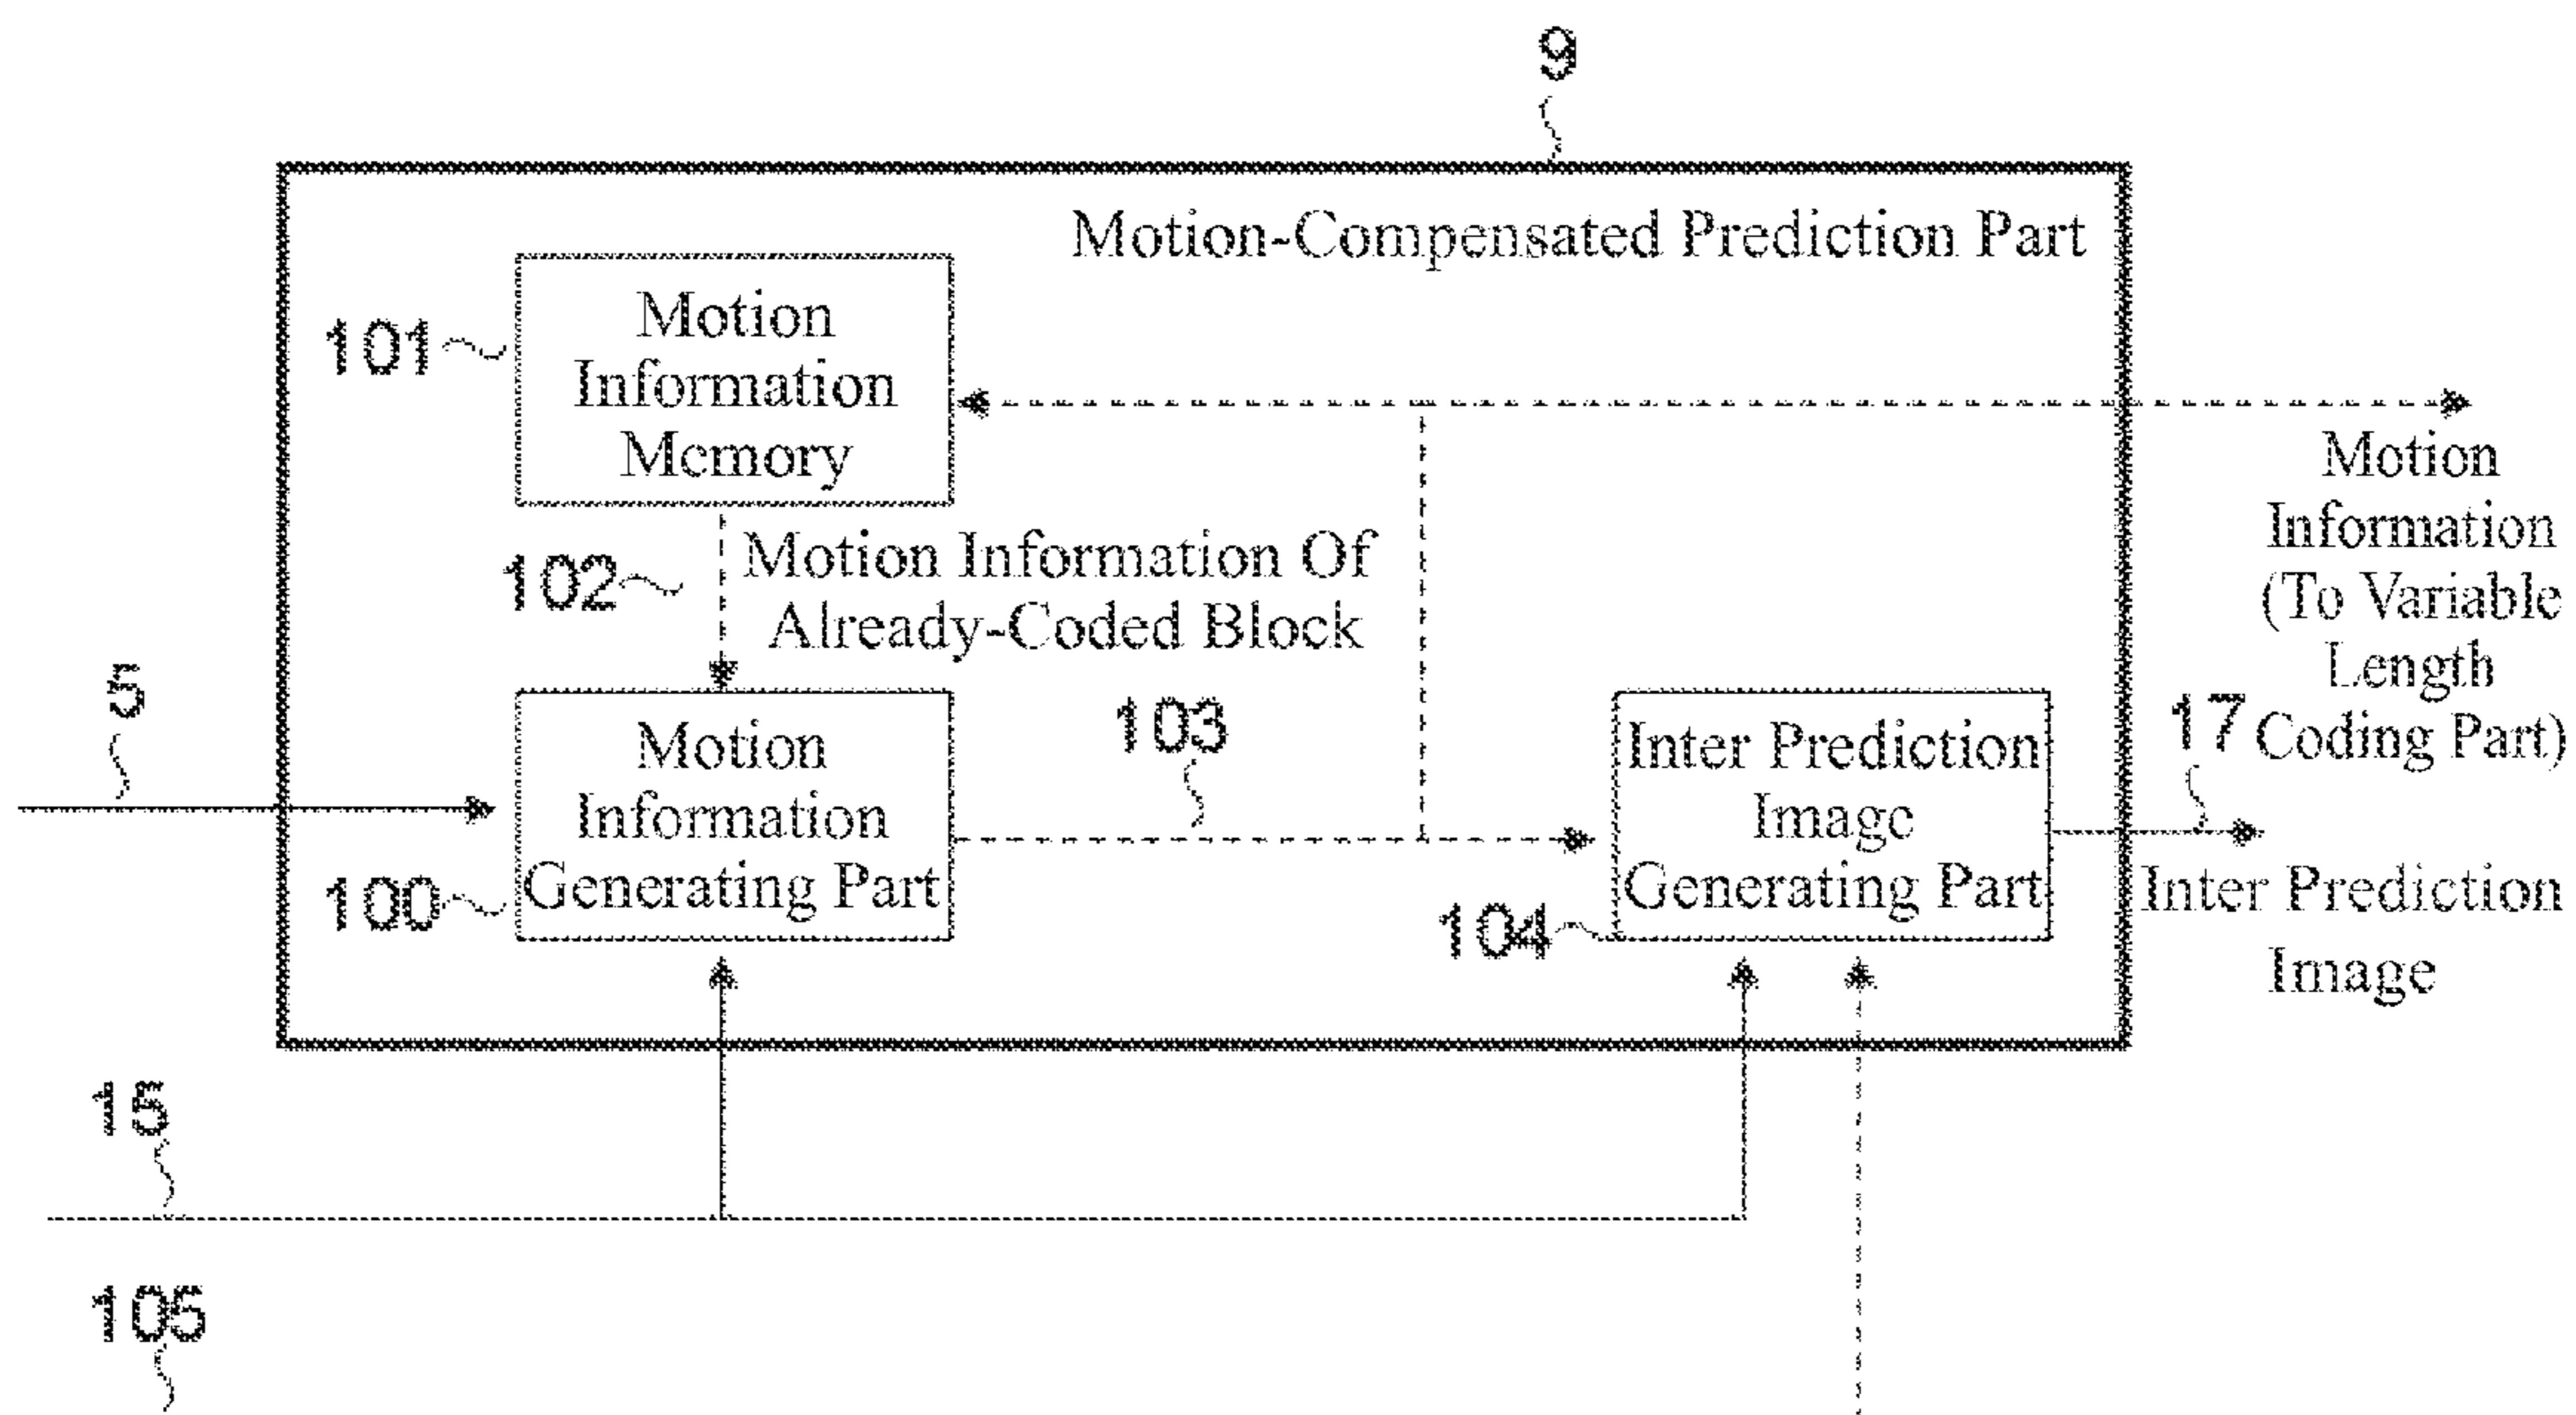 9
Motion-Compensated Prediction Part
101
Motion
Information
Memory
102
Motion Information Of
Already-Coded Block
Motion
Information
(To Variable
Length
Coding Part)
5
103
17
Motion
Information
Generating Part
100
Inter Prediction
Image
Generating Part
104
Inter Prediction
Image
15
105